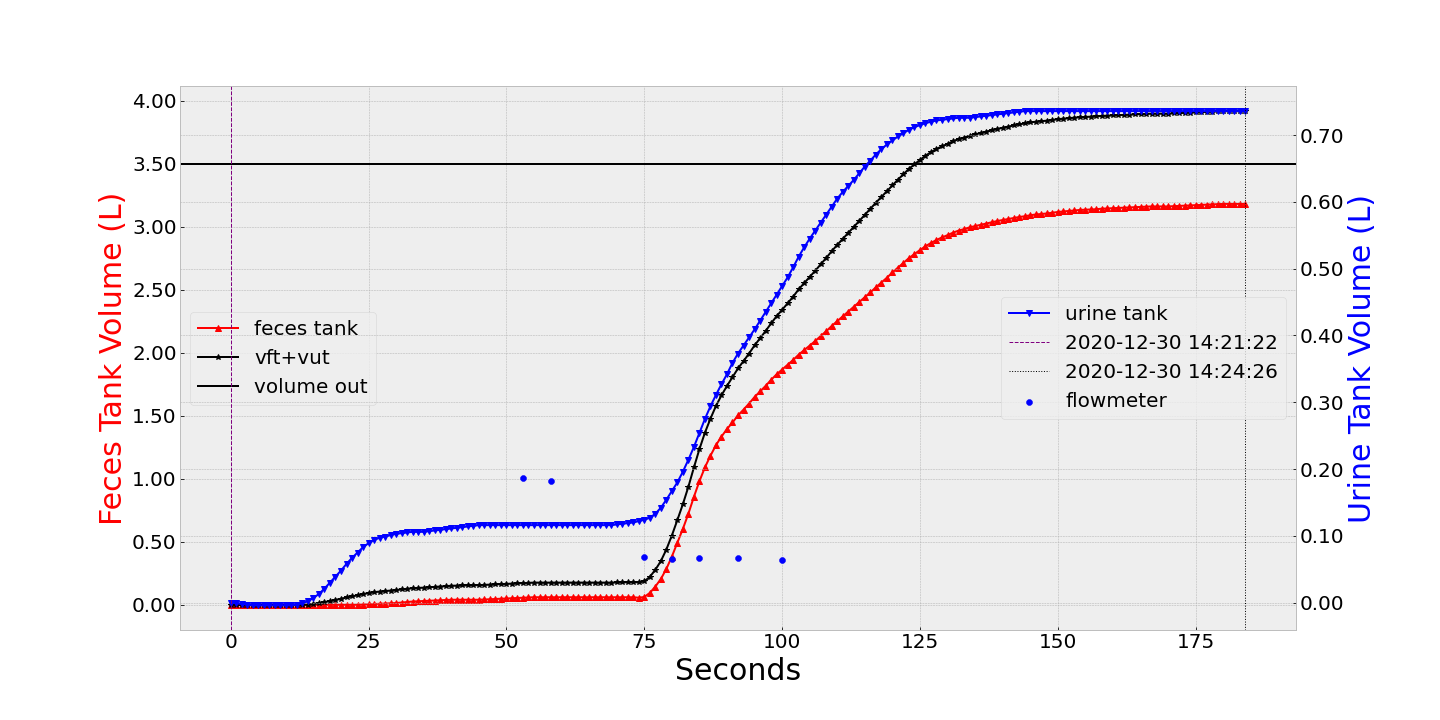 4.00
3.50
3.00
2.50
2.00
1.50
1.00
0.50
0.00
Feces Tank Volume (L)
feces tank
vft+vut
volume out
urine tank
2020-12-30 14:21:22
2020-12-30 14:24:26
flowmeter
0.70
0.60
0.50
0.40
0.30
0.20
0.10
0.00
Urine Tank Volume (L)
0 25 50 75 100 125 150 175
Seconds